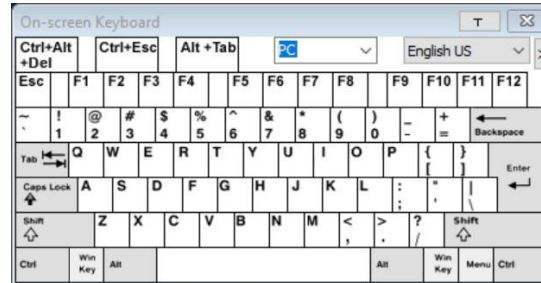 On-screen Keyboard T
Ctrl+Alt+Del Ctrl+Esc Alt +Tab PC English US >
Esc F1 F2 F3 F4 F5 F6 F7 F8 F9 F10 F11 F12
~ ! @ # $ % ^ & * ( ) _ +
` 1 2 3 4 5 6 7 8 9 0 - = Backspace
Tab Q W E R T Y U I O P { [ } ] Enter
Caps Lock A S D F G H J K L : ; " ' | \
Shift Z X C V B N M < , > . ? / Shift
Ctrl Win Key Alt Alt Win Key Menu Ctrl